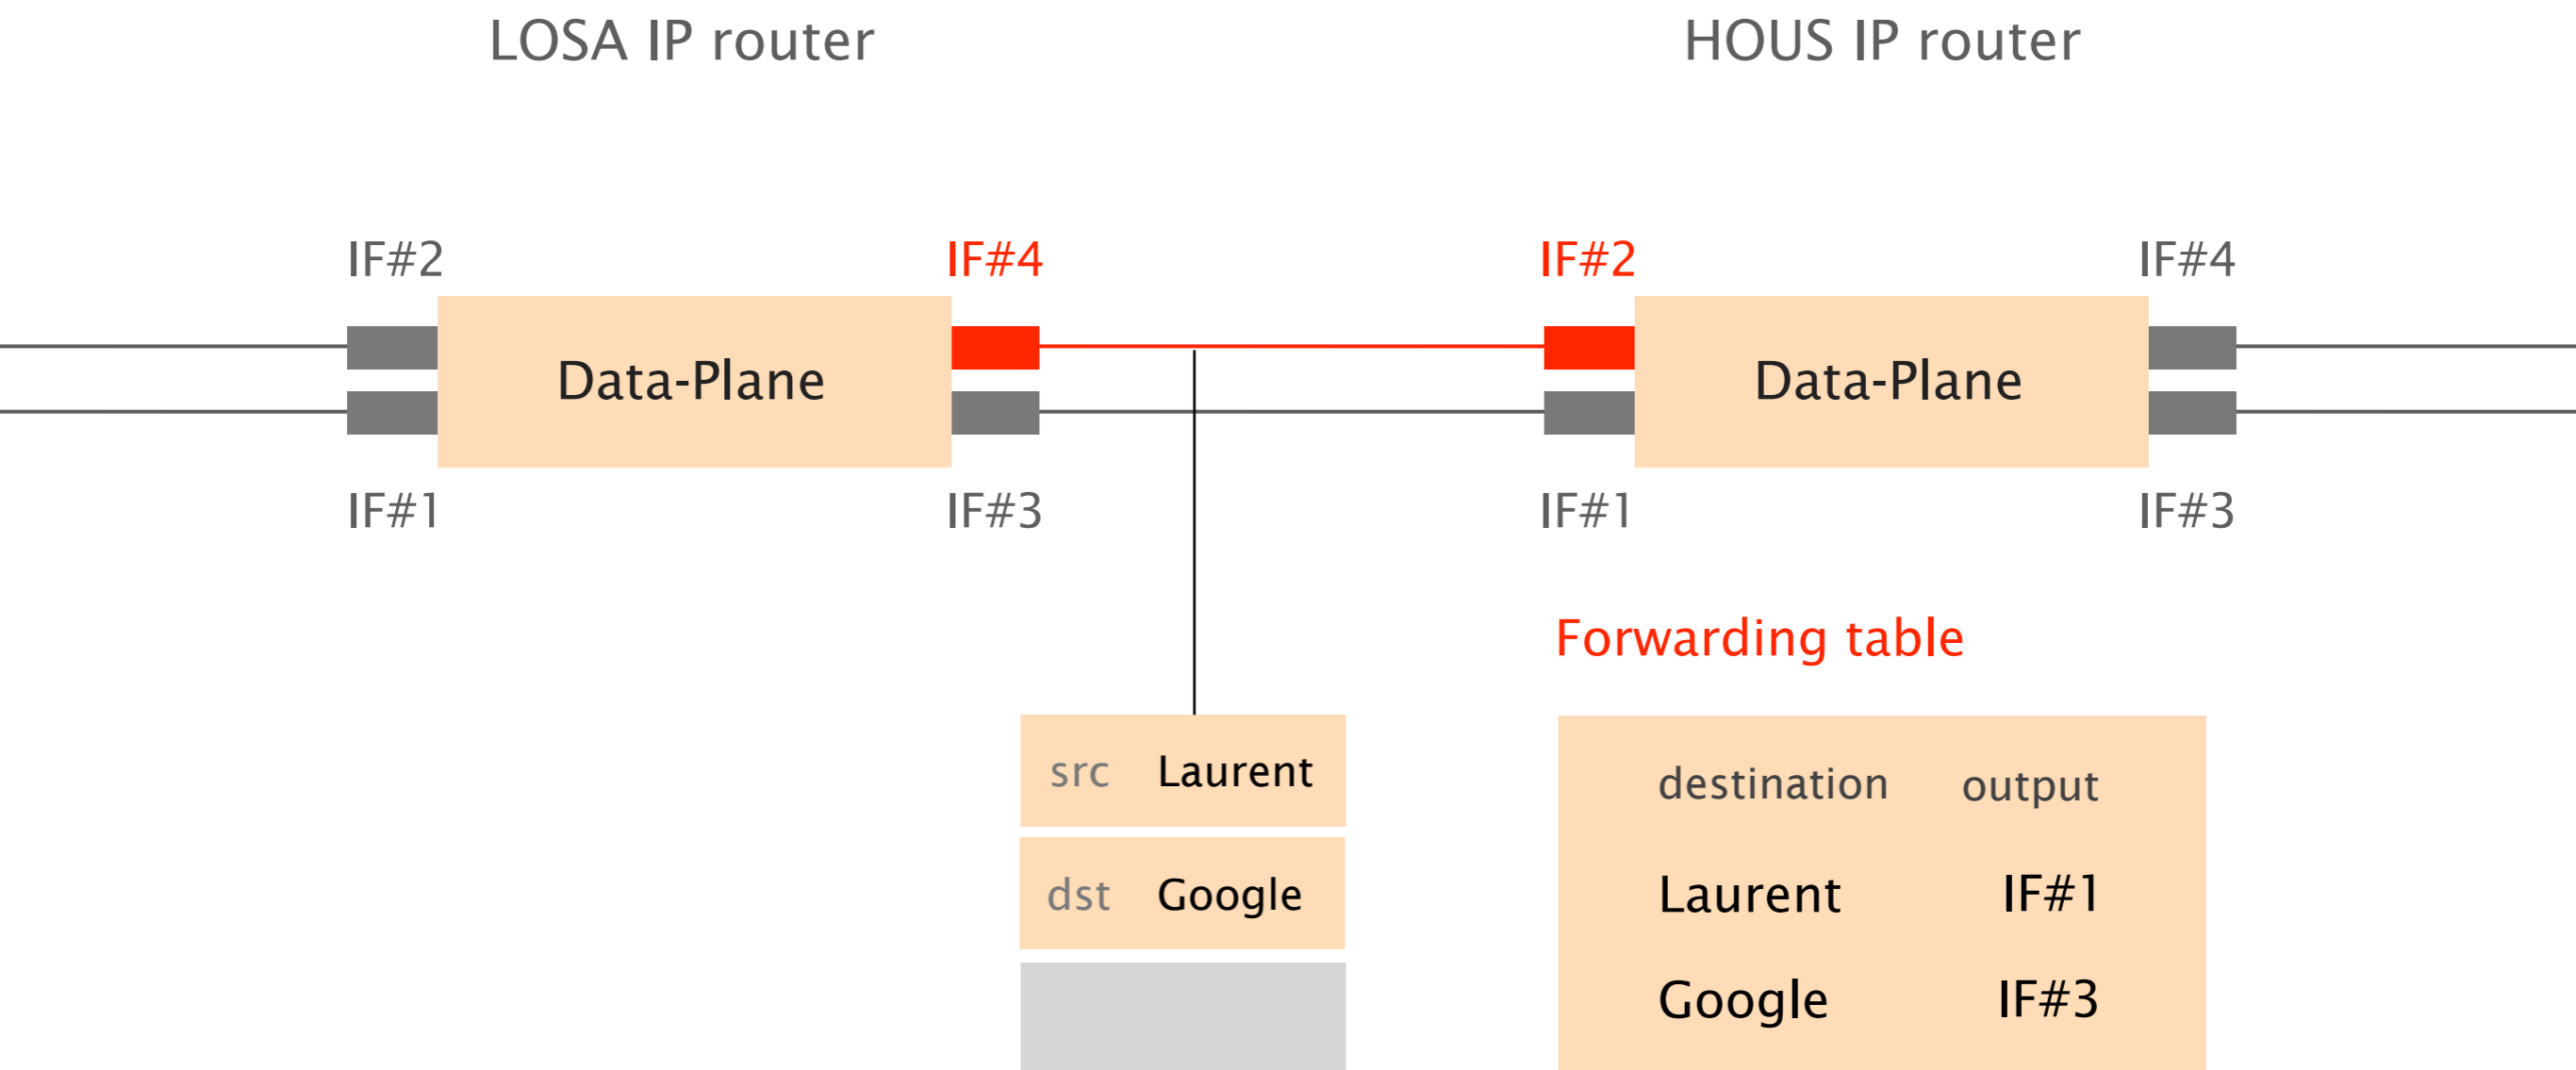 LOSA IP router
HOUS IP router
IF#2
IF#4
IF#2
IF#4
Data-Plane
Data-Plane
IF#1
IF#3
IF#1
IF#3
Forwarding table
src Laurent
dst Google
destination output
Laurent IF#1
Google IF#3